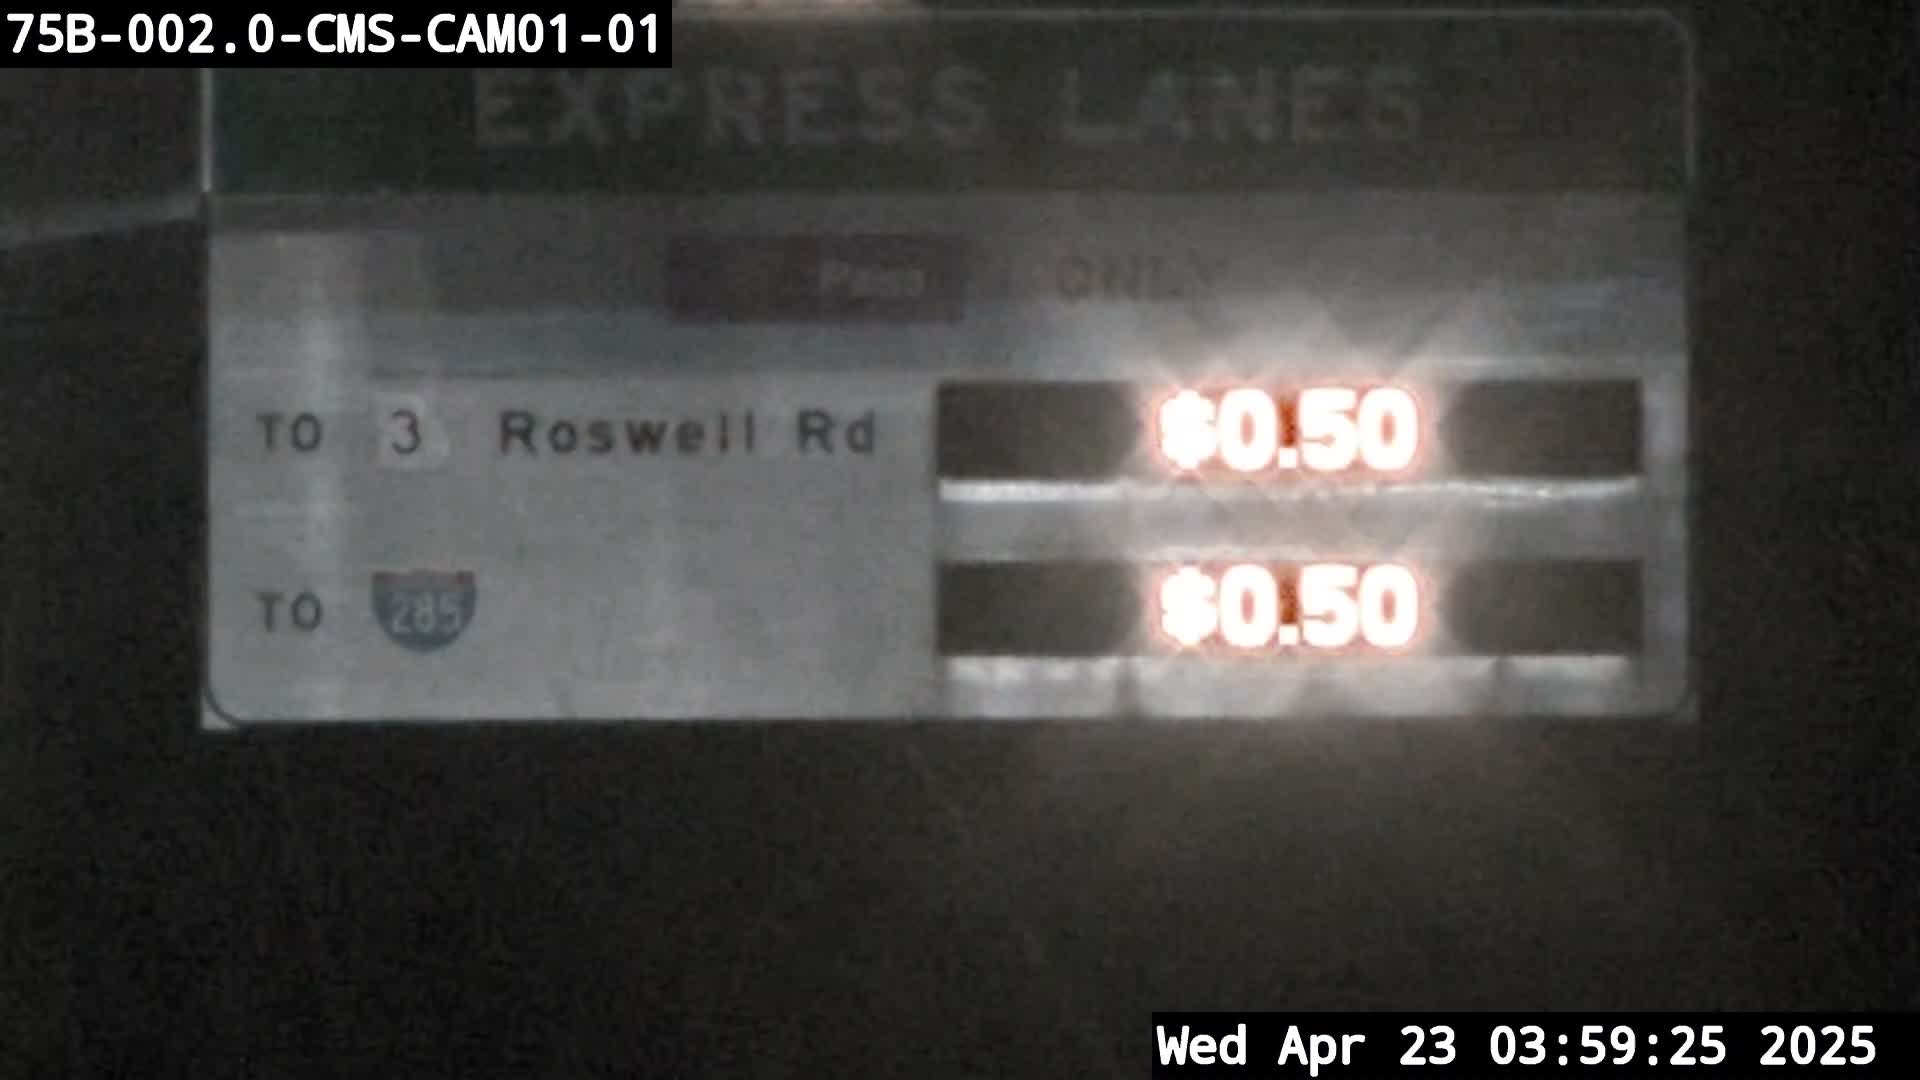 75B-002.0-CMS-CAM01-01
EXPRESS LANES
Pass ONLY
TO 3 Roswell Rd $0.50
TO 285 $0.50
Wed Apr 23 03:59:25 2025